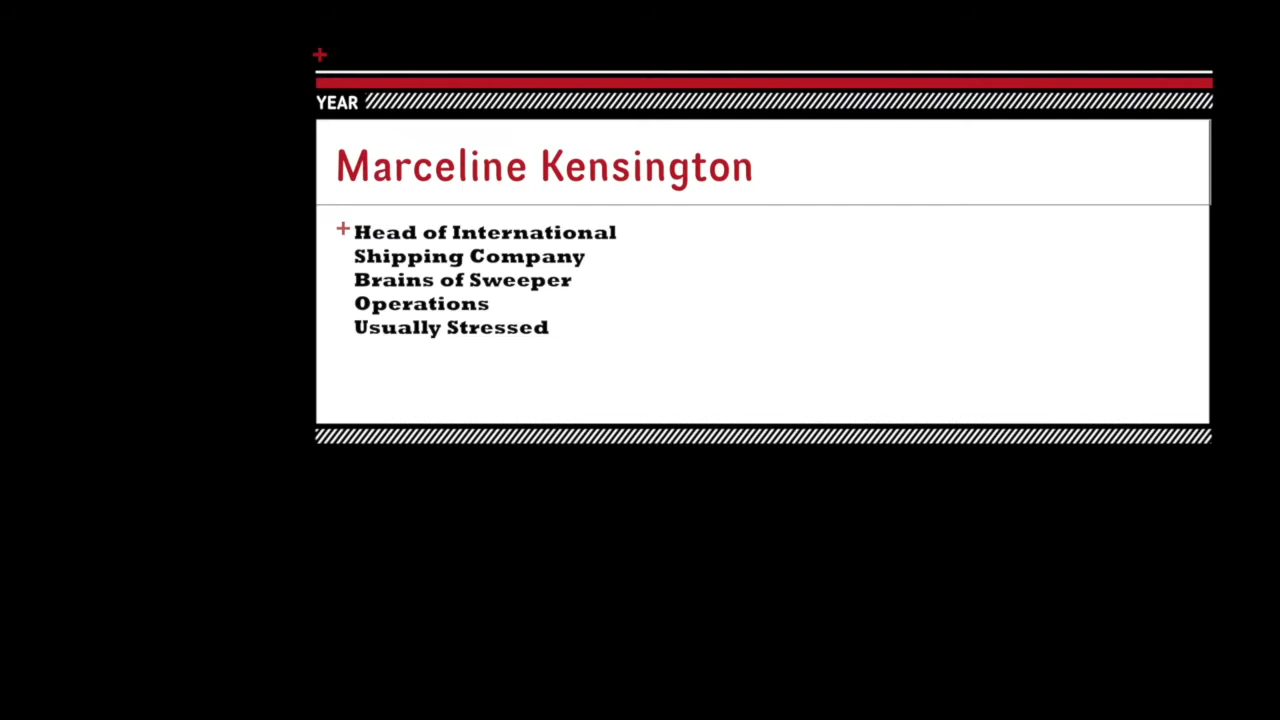 YEAR
Marceline Kensington
Head of International
Shipping Company
Brains of Sweeper
Operations
Usually Stressed